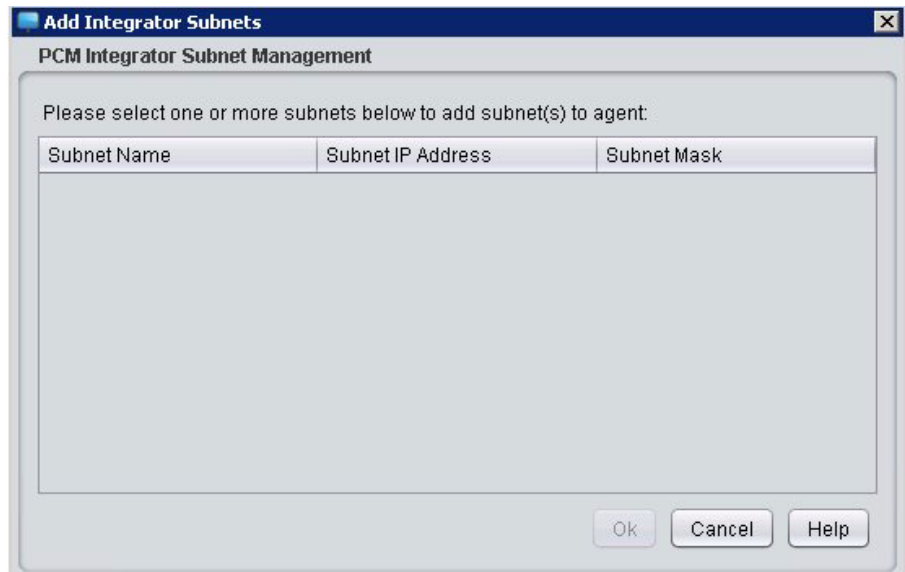 Add Integrator Subnets
PCM Integrator Subnet Management
Please select one or more subnets below to add subnet(s) to agent:
Subnet Name Subnet IP Address Subnet Mask
Ok Cancel Help